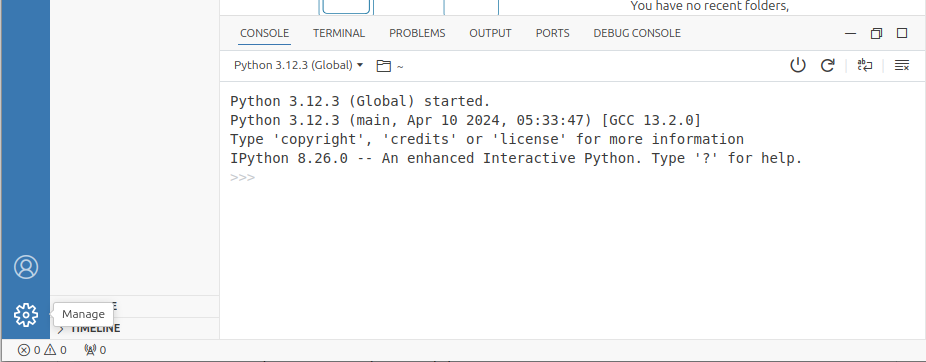 You have no recent folders,
CONSOLE TERMINAL PROBLEMS OUTPUT PORTS DEBUG CONSOLE
Python 3.12.3 (Global) ~
Python 3.12.3 (Global) started.
Python 3.12.3 (main, Apr 10 2024, 05:33:47) [GCC 13.2.0]
Type 'copyright', 'credits' or 'license' for more information
IPython 8.26.0 -- An enhanced Interactive Python. Type '?' for help.
>>>
Manage
TIMELINE
0 0 0